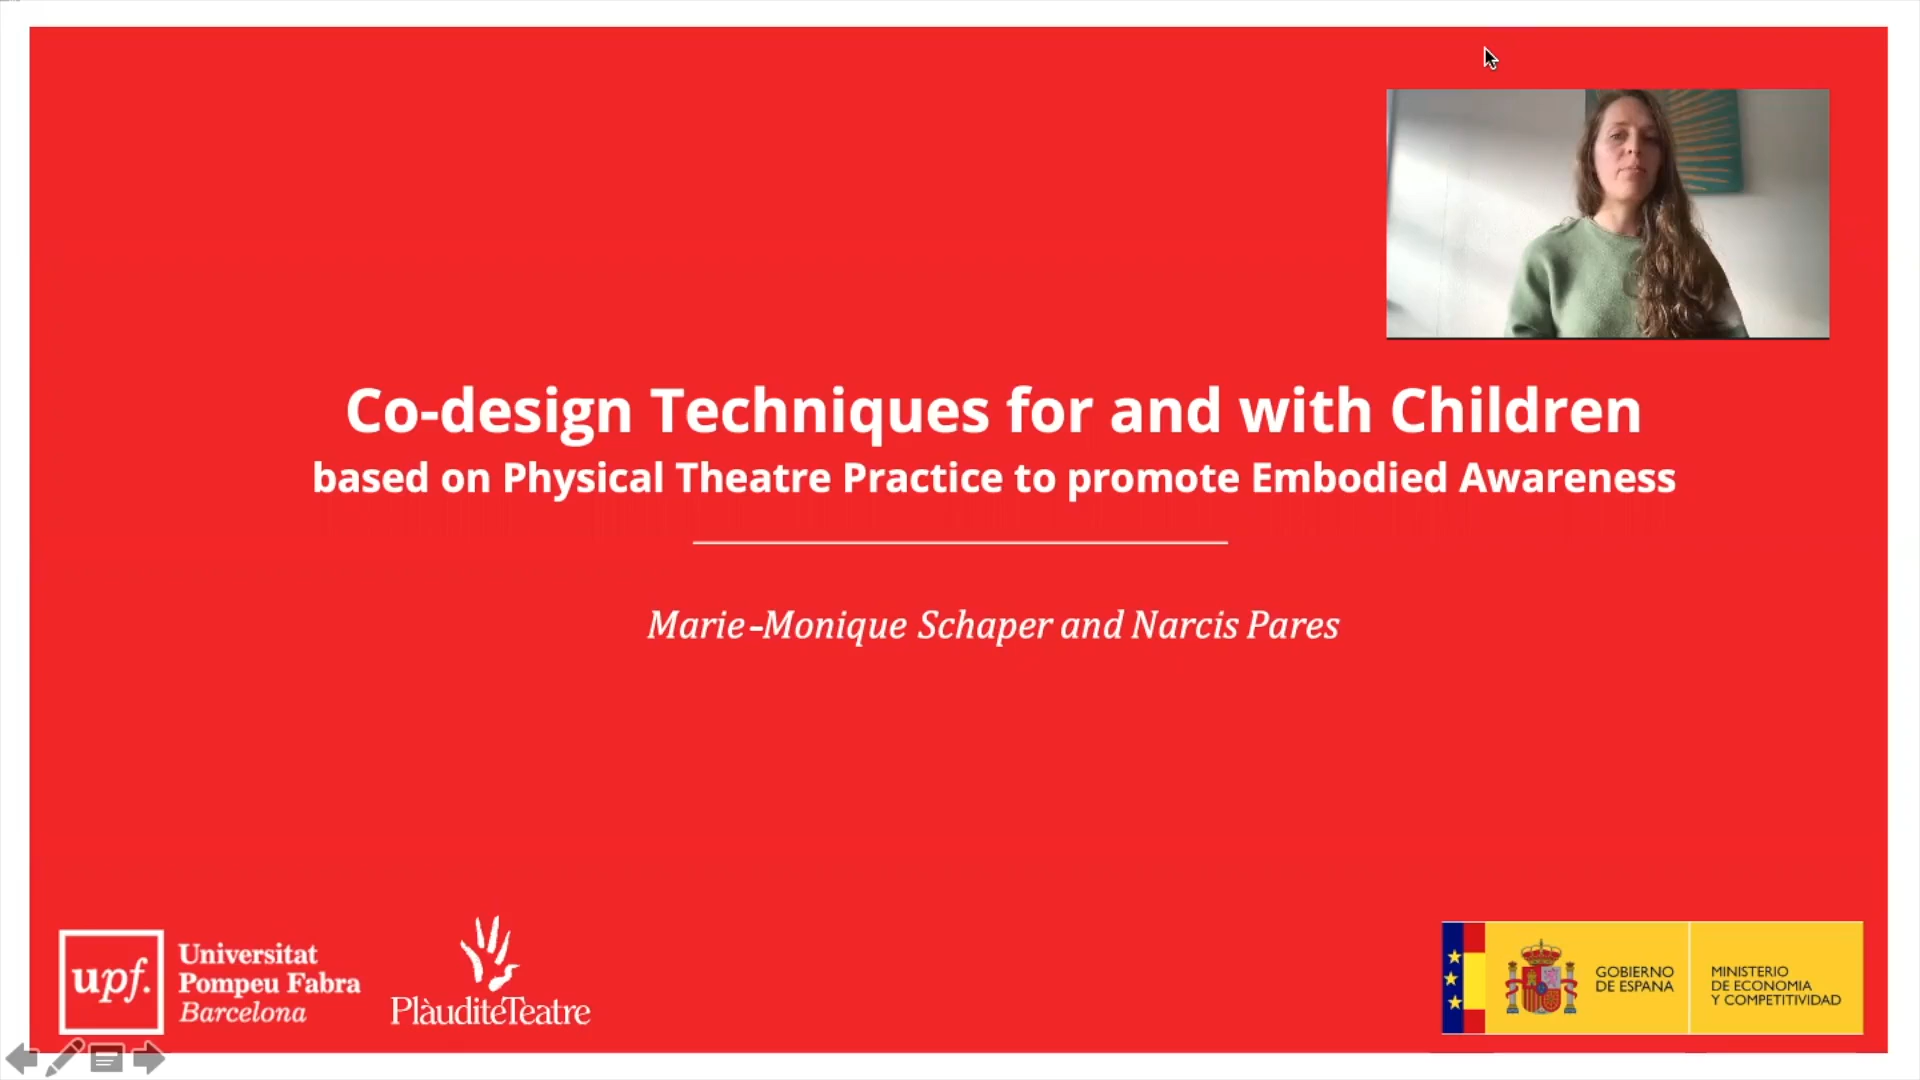 Co-design Techniques for and with Children
based on Physical Theatre Practice to promote Embodied Awareness
Marie-Monique Schaper and Narcis Pares
upf.
Universitat
Pompeu Fabra
Barcelona
PlàuditeTeatre
GOBIERNO
DE ESPAÑA
MINISTERIO
DE ECONOMIA
Y COMPETITIVIDAD